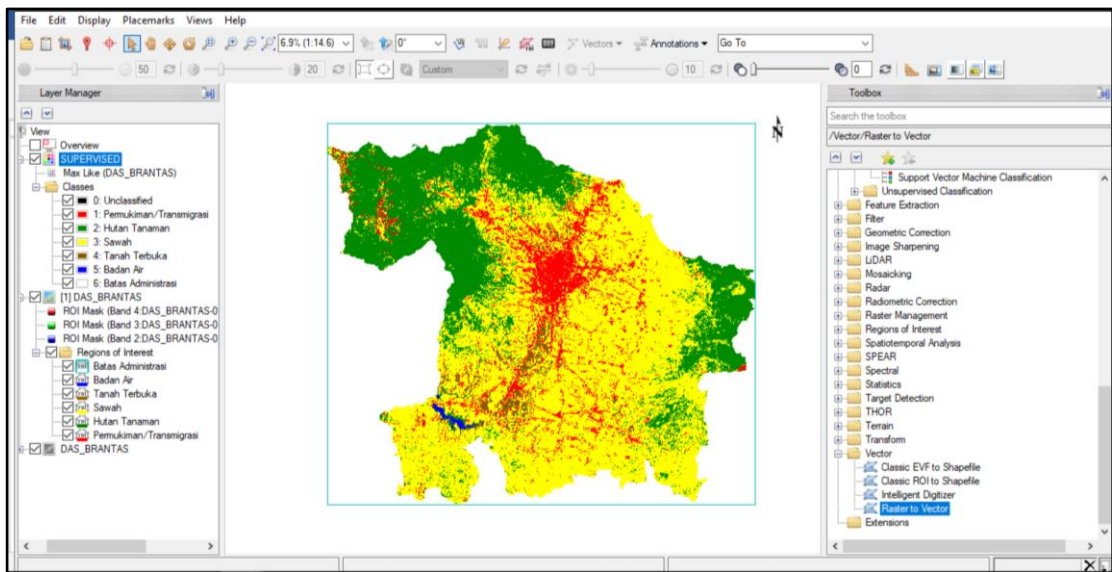 File Edit Display Placemarks Views Help
6.9% (1:14.6) 0° Vectors Annotations Go To
50 20 Custom 10 0
Layer Manager
View
Overview
SUPERVISED
Max Like (DAS_BRANTAS)
Classes
0: Unclassified
1: Permukiman/Transmigrasi
2: Hutan Tanaman
3: Sawah
4: Tanah Terbuka
5: Badan Air
6: Batas Administrasi
[1] DAS_BRANTAS
ROI Mask (Band 4:DAS_BRANTAS-0
ROI Mask (Band 3:DAS_BRANTAS-0
ROI Mask (Band 2:DAS_BRANTAS-0
Regions of Interest
Batas Administrasi
Badan Air
Tanah Terbuka
Sawah
Hutan Tanaman
Permukiman/Transmigrasi
DAS_BRANTAS
N
Toolbox
Search the toolbox
/Vector/Raster to Vector
Support Vector Machine Classification
Unsupervised Classification
Feature Extraction
Filter
Geometric Correction
Image Sharpening
LiDAR
Mosaicking
Radar
Radiometric Correction
Raster Management
Regions of Interest
Spatiotemporal Analysis
SPEAR
Spectral
Statistics
Target Detection
THOR
Terrain
Transform
Vector
Classic EVF to Shapefile
Classic ROI to Shapefile
Intelligent Digitizer
Raster to Vector
Extensions